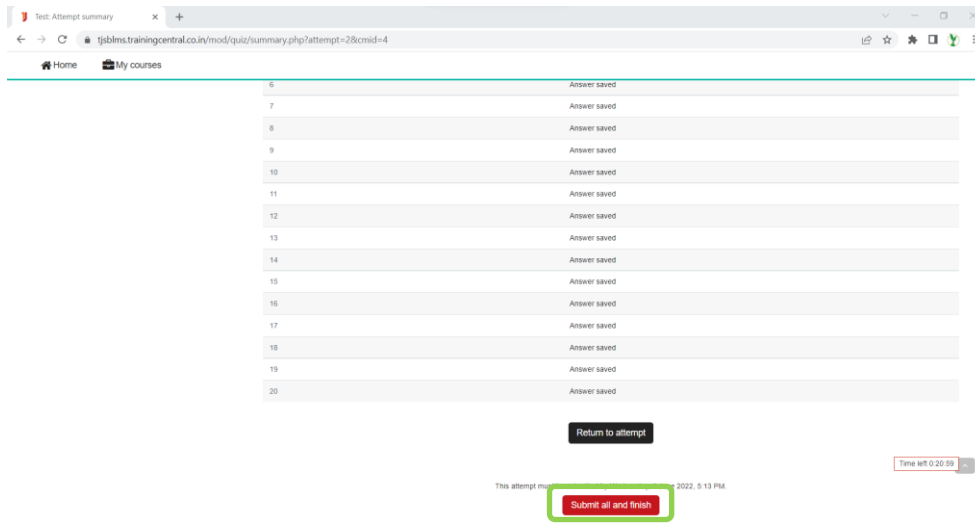 Test: Attempt summary
tjsblms.trainingcentral.co.in/mod/quiz/summary.php?attempt=2&cmid=4
Home My courses
6 Answer saved
7 Answer saved
8 Answer saved
9 Answer saved
10 Answer saved
11 Answer saved
12 Answer saved
13 Answer saved
14 Answer saved
15 Answer saved
16 Answer saved
17 Answer saved
18 Answer saved
19 Answer saved
20 Answer saved
Return to attempt
Time left 0:20:59
This attempt 2022, 5:13 PM.
Submit all and finish